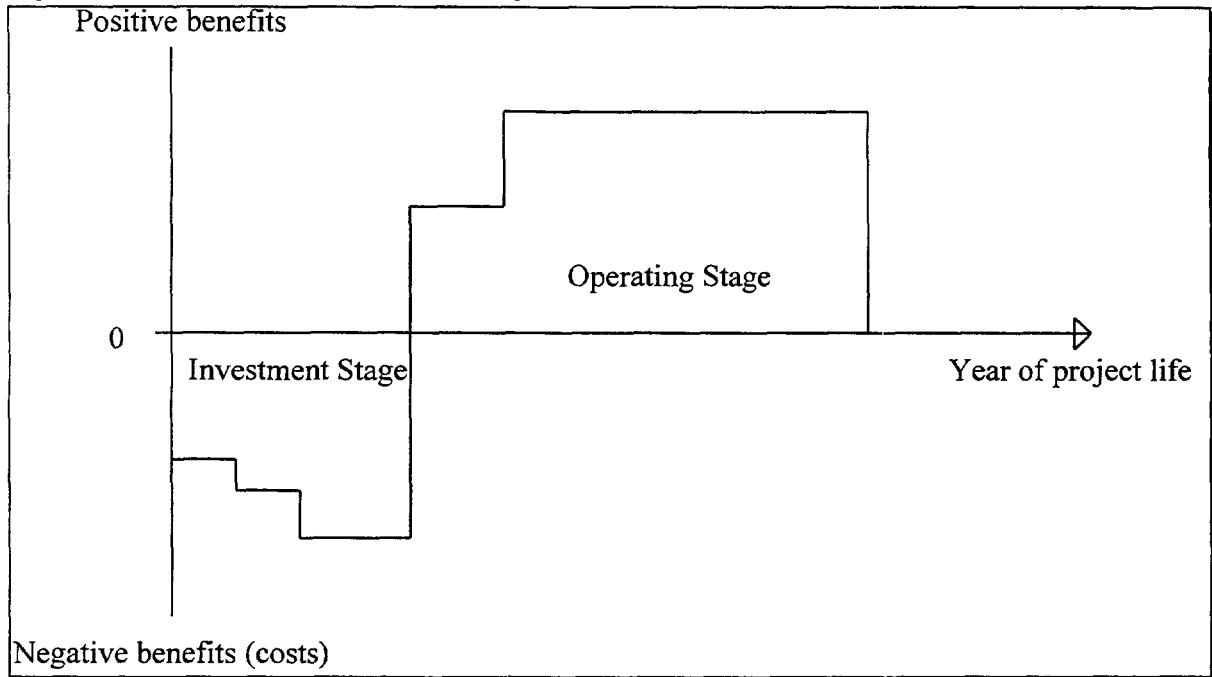 Positive benefits
Operating Stage
0
Investment Stage
Year of project life
Negative benefits (costs)